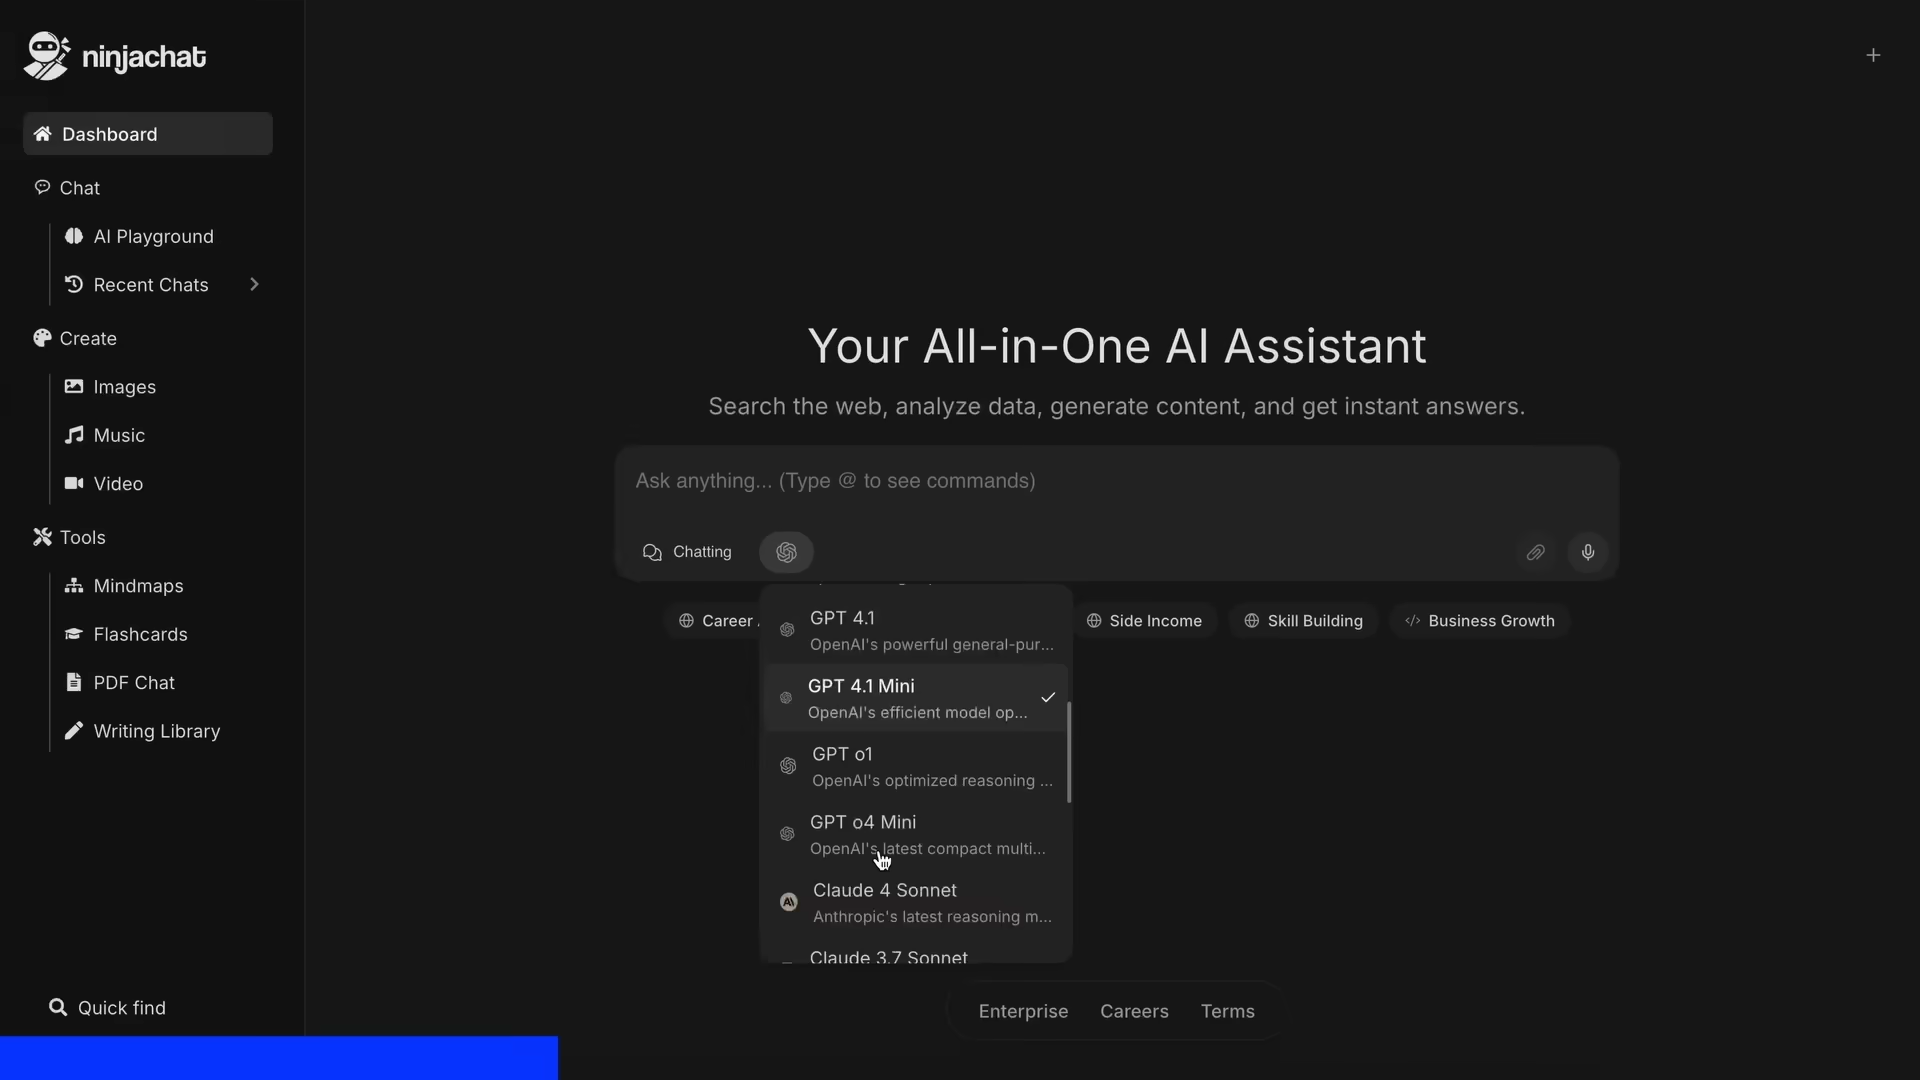 ninjachat
Dashboard
Chat
AI Playground
Recent Chats
Create
Images
Music
Video
Tools
Mindmaps
Flashcards
PDF Chat
Writing Library
Quick find
Your All-in-One AI Assistant
Search the web, analyze data, generate content, and get instant answers.
Ask anything... (Type @ to see commands)
Chatting
Career
Side Income
Skill Building
Business Growth
GPT 4.1
OpenAI's powerful general-pur...
GPT 4.1 Mini
OpenAI's efficient model op...
GPT o1
OpenAI's optimized reasoning ...
GPT o4 Mini
OpenAI's latest compact multi...
Claude 4 Sonnet
Anthropic's latest reasoning m...
Claude 3.7 Sonnet
Enterprise
Careers
Terms